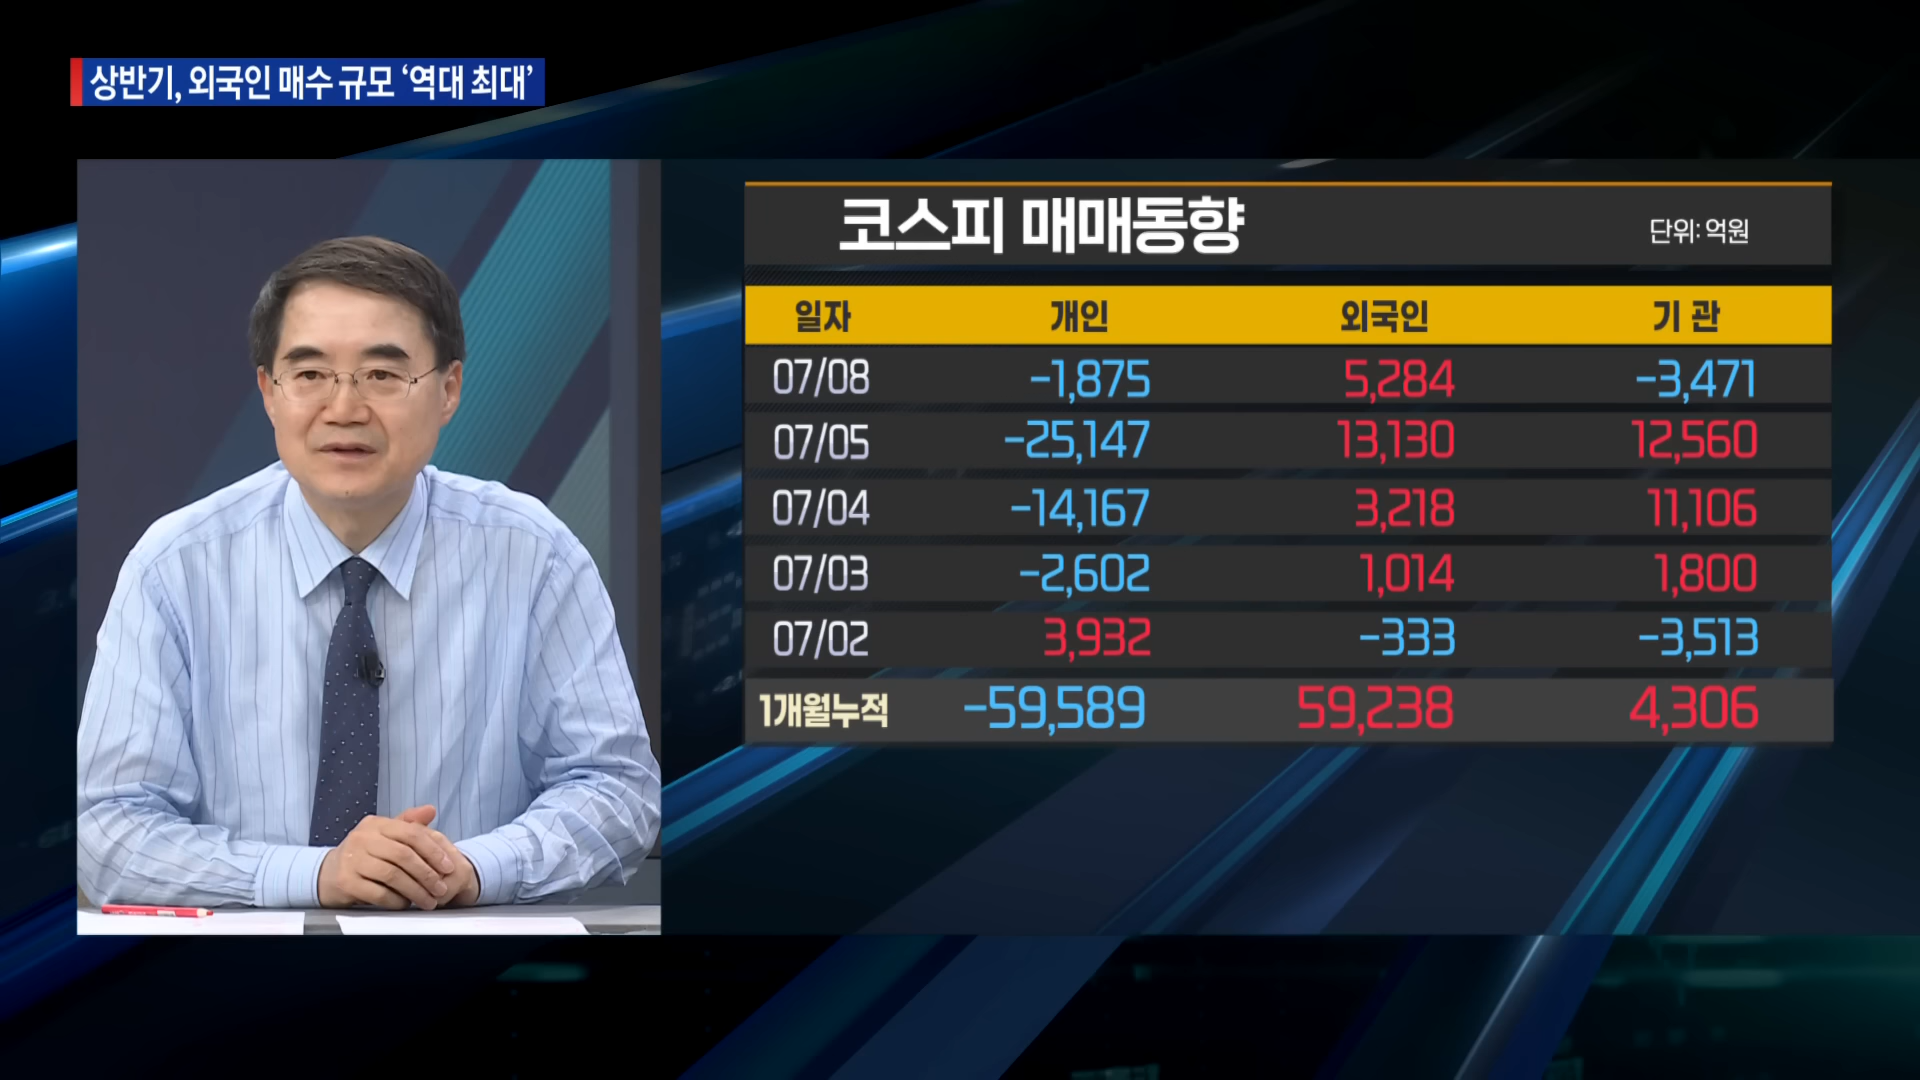 상반기, 외국인 매수 규모 ‘역대 최대’
코스피 매매동향 단위: 억원
일자 개인 외국인 기 관
07/08 -1,875 5,284 -3,471
07/05 -25,147 13,130 12,560
07/04 -14,167 3,218 11,106
07/03 -2,602 1,014 1,800
07/02 3,932 -333 -3,513
1개월누적 -59,589 59,238 4,306